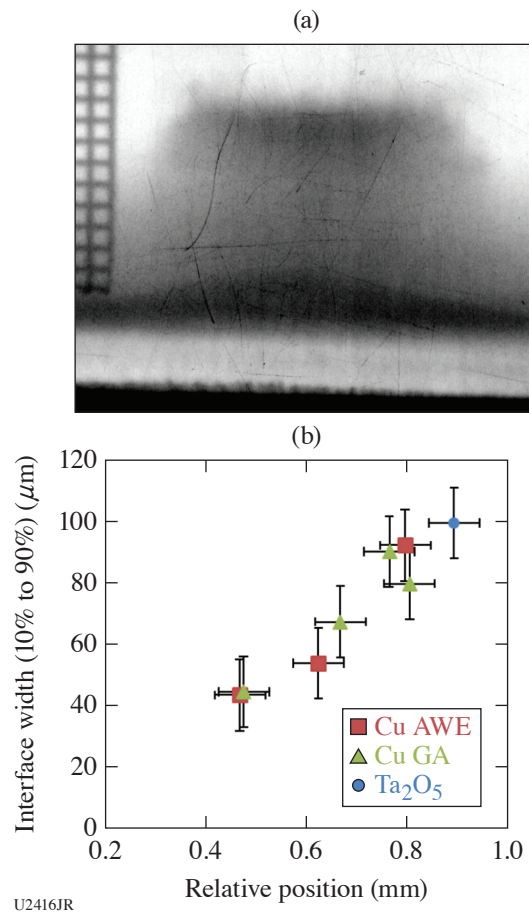 (a)
(b)
120
100
80
60
40
20
0
Interface width (10% to 90%) (μm)
Cu AWE
Cu GA
Ta₂O₅
0.2 0.4 0.6 0.8 1.0
Relative position (mm)
U2416JR